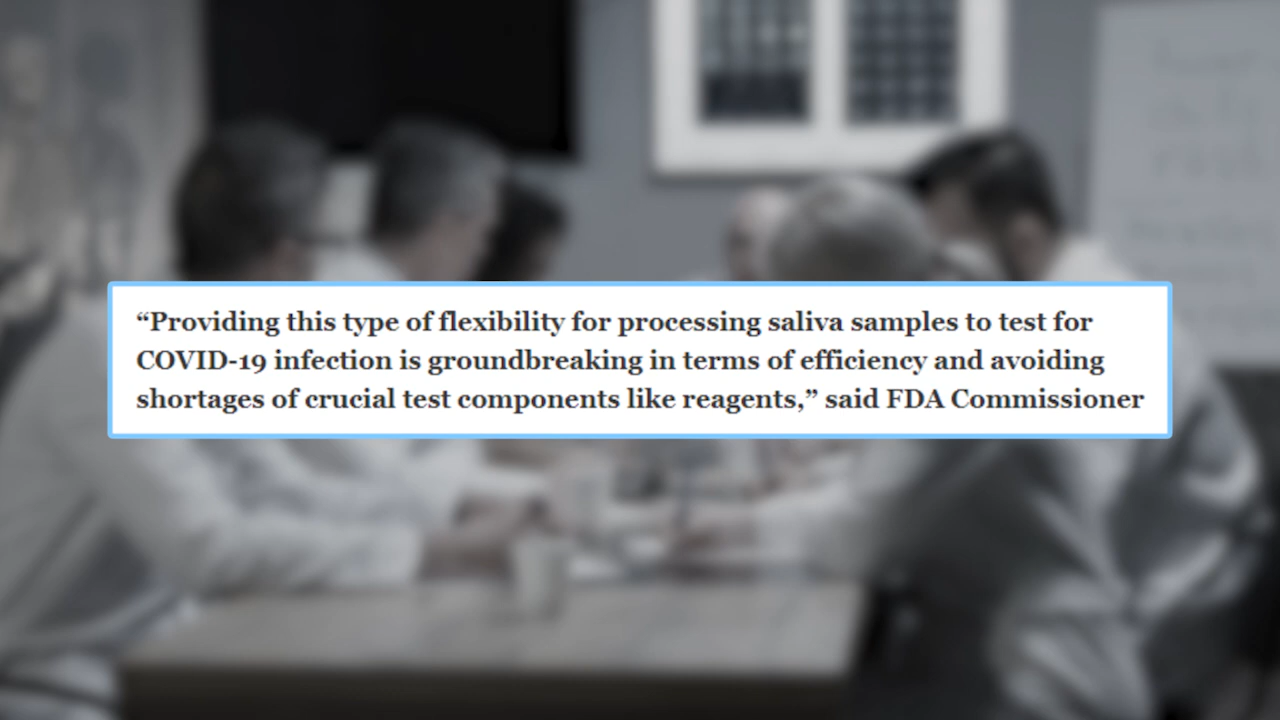 “Providing this type of flexibility for processing saliva samples to test for
COVID-19 infection is groundbreaking in terms of efficiency and avoiding
shortages of crucial test components like reagents,” said FDA Commissioner